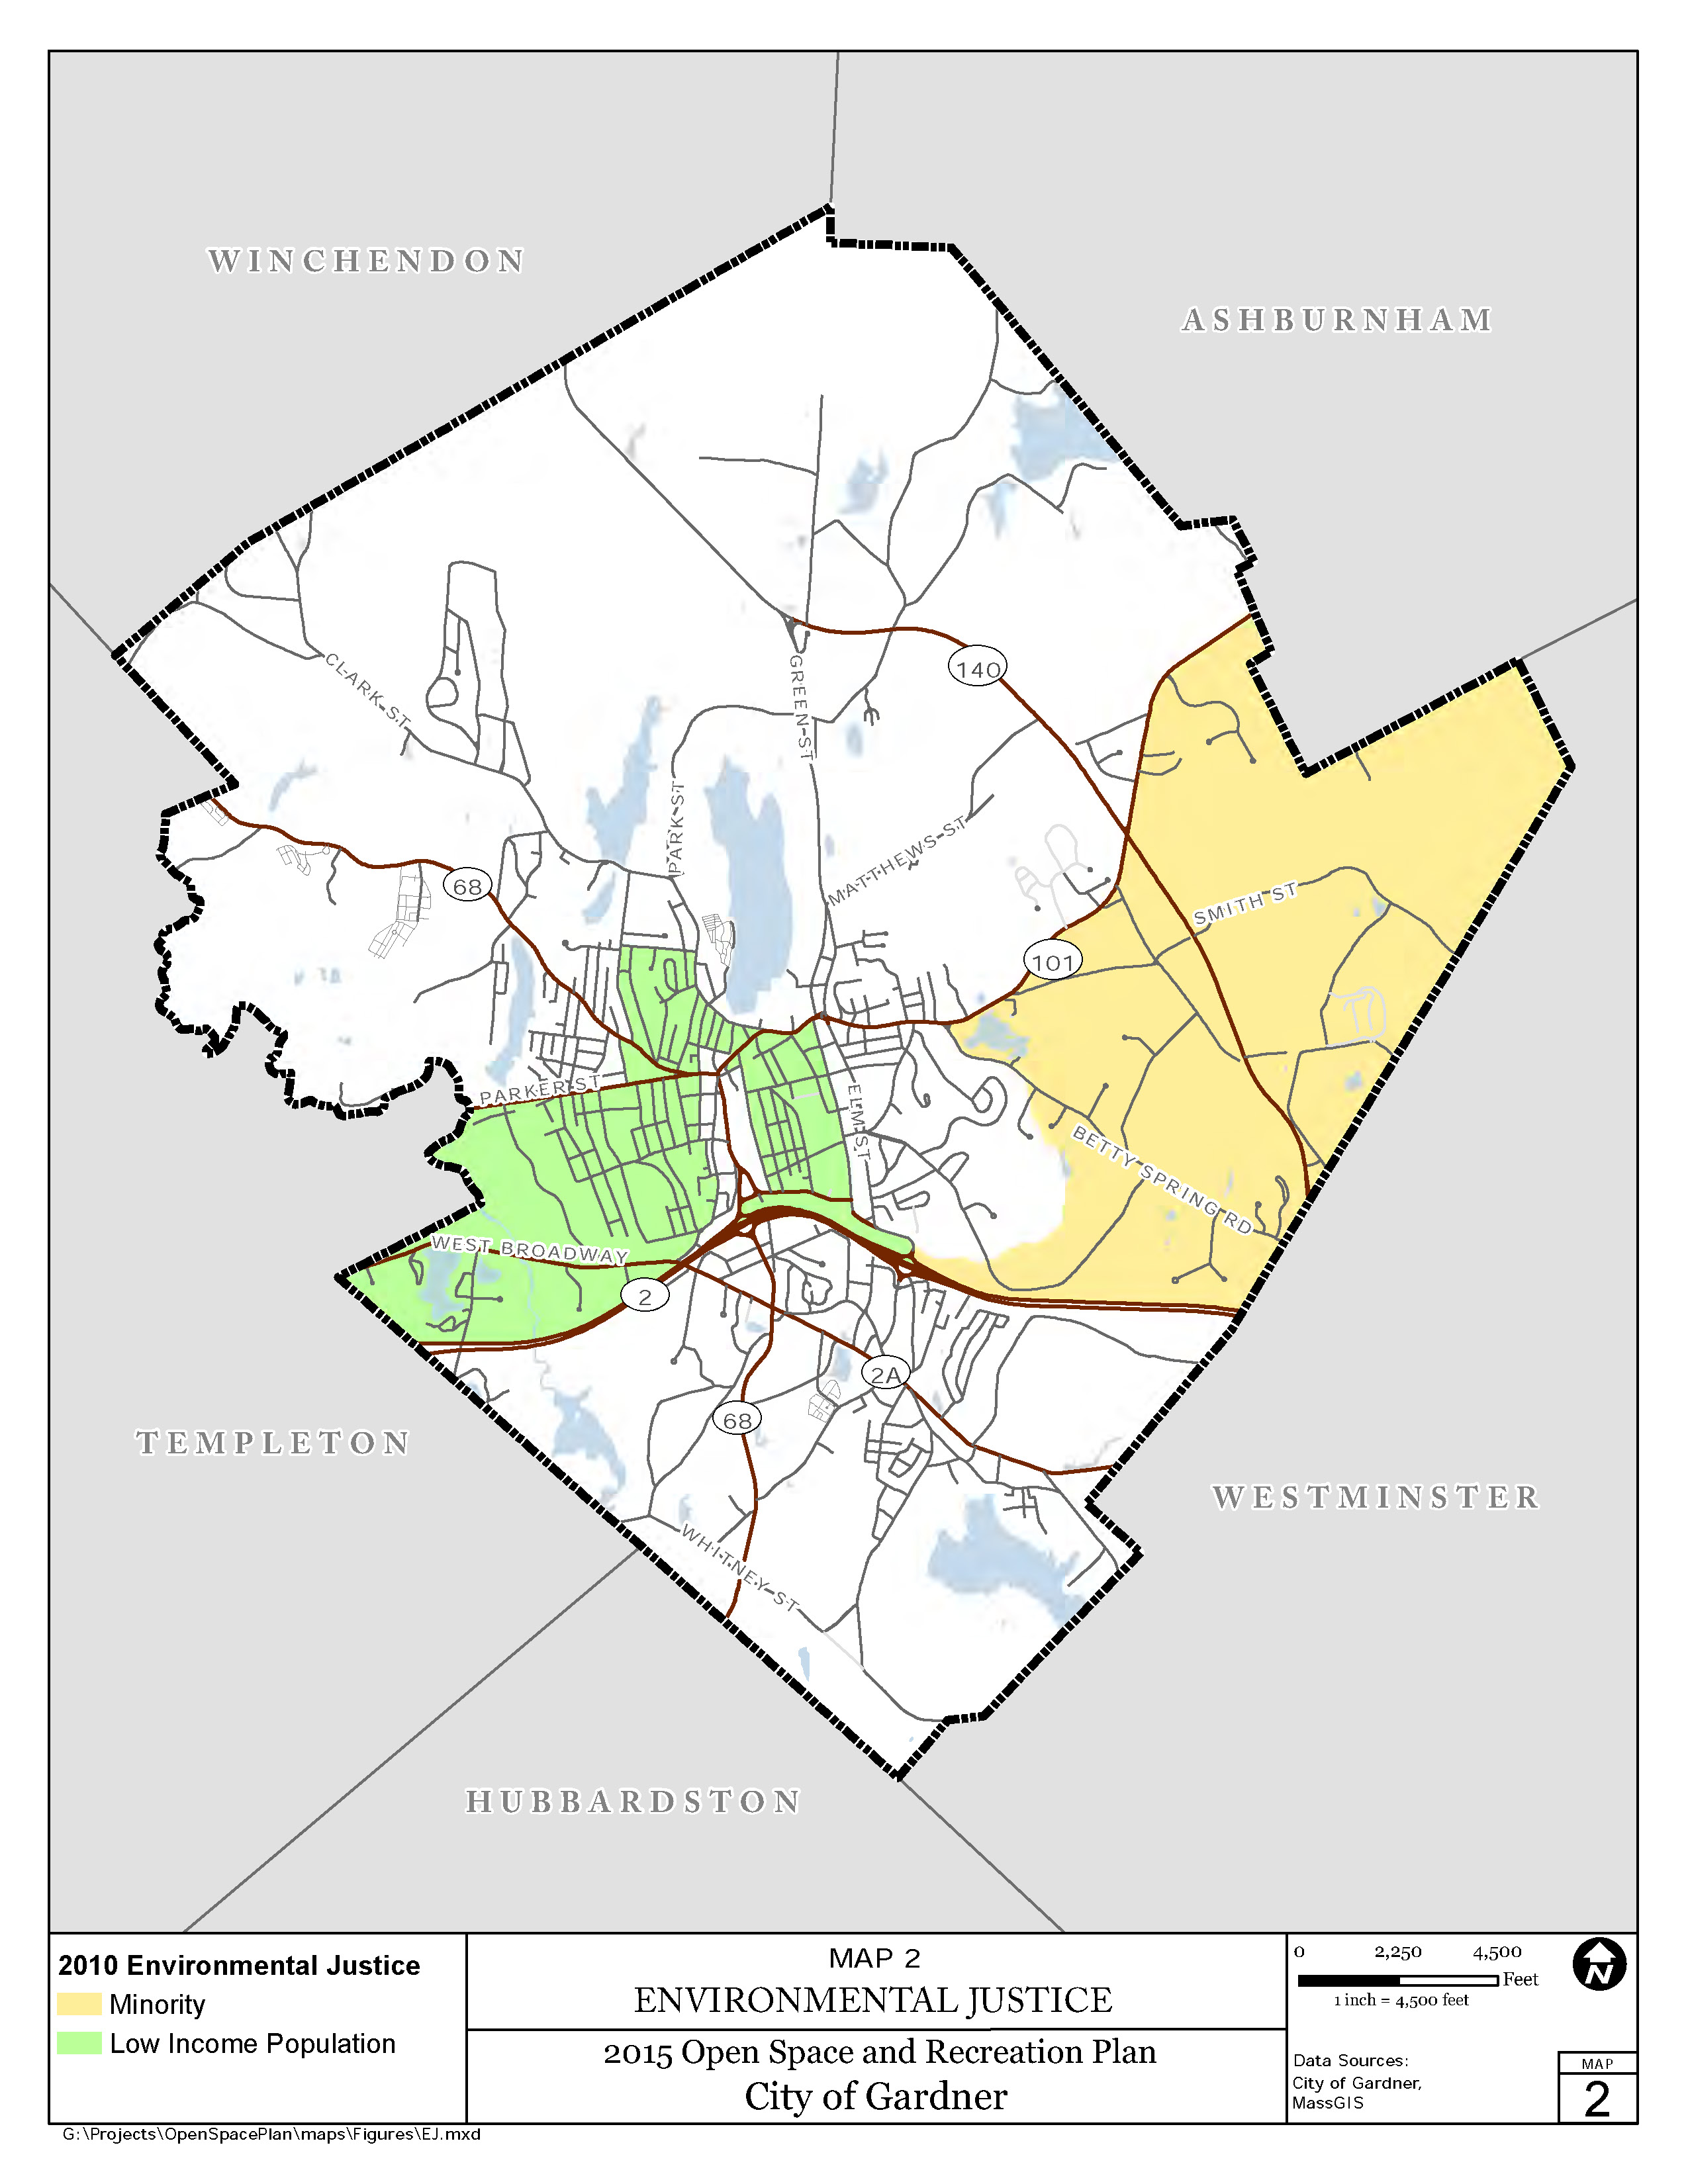 WINCHENDON
ASHBURNHAM
CLARK ST
GREEN ST
140
PARK ST
MATTHEWS ST
68
SMITH ST
101
PARKER ST
ELM ST
BETTY SPRING RD
WEST BROADWAY
2
2A
68
TEMPLETON
WESTMINSTER
WHITNEY ST
HUBBARDSTON
2010 Environmental Justice
Minority
Low Income Population
MAP 2
ENVIRONMENTAL JUSTICE
2015 Open Space and Recreation Plan
City of Gardner
0 2,250 4,500
Feet
1 inch = 4,500 feet
N
Data Sources:
City of Gardner,
MassGIS
MAP
2
G:\Projects\OpenSpacePlan\maps\Figures\EJ.mxd